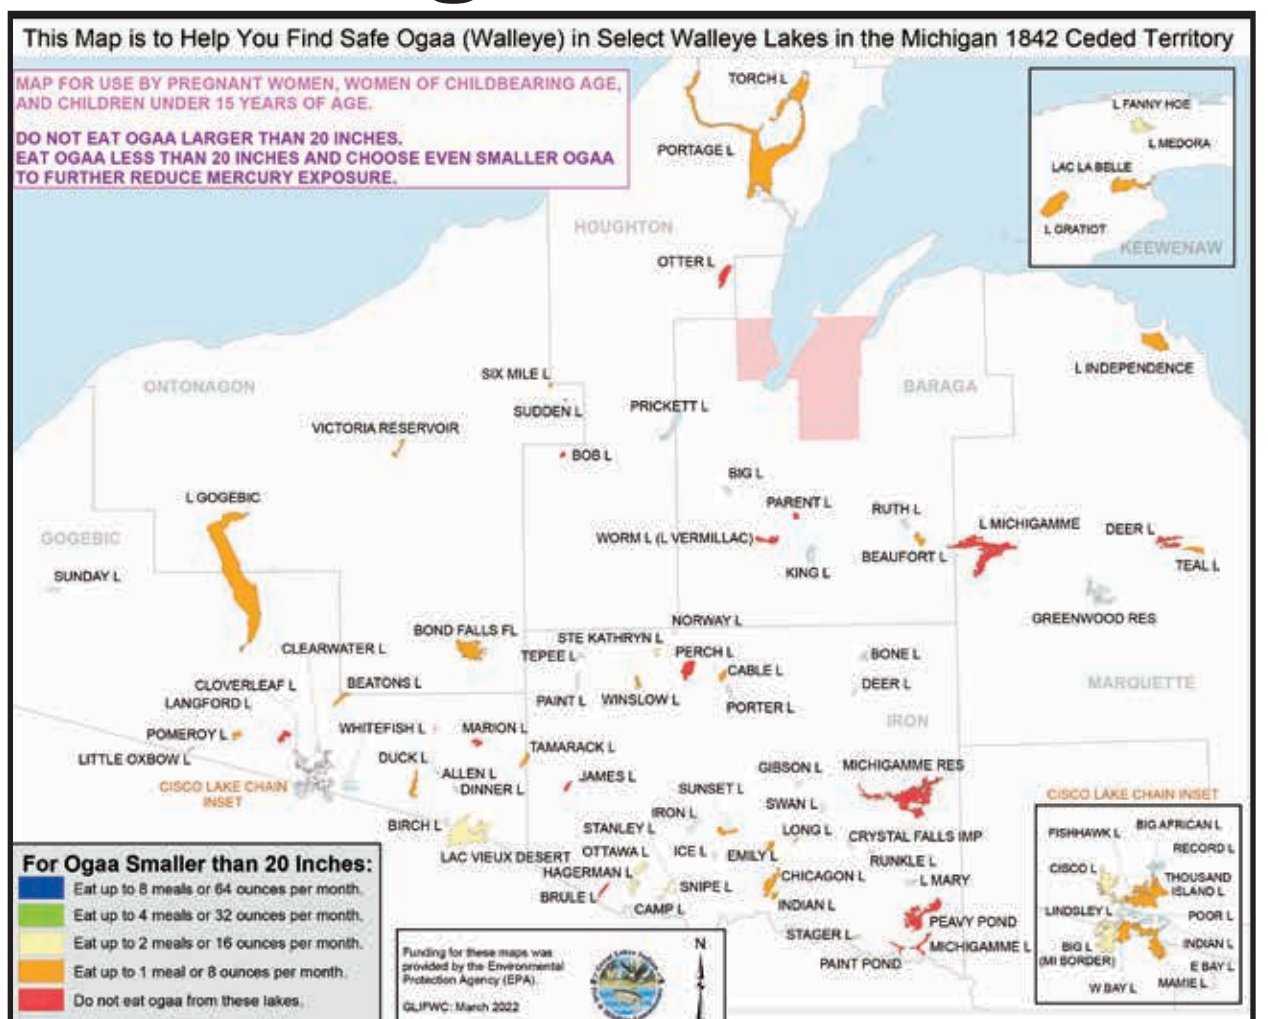 This Map is to Help You Find Safe Ogaa (Walleye) in Select Walleye Lakes in the Michigan 1842 Ceded Territory
MAP FOR USE BY PREGNANT WOMEN, WOMEN OF CHILDBEARING AGE,
AND CHILDREN UNDER 15 YEARS OF AGE.
DO NOT EAT OGAA LARGER THAN 20 INCHES.
EAT OGAA LESS THAN 20 INCHES AND CHOOSE EVEN SMALLER OGAA
TO FURTHER REDUCE MERCURY EXPOSURE.
TORCH L
PORTAGE L
L FANNY HOE
L MEDORA
LAC LA BELLE
L GRATIOT
KEEWENAW
HOUGHTON
OTTER L
L INDEPENDENCE
SIX MILE L
ONTONAGON
BARAGA
SUDDEN L
PRICKETT L
VICTORIA RESERVOIR
BOB L
BIG L
L GOGEBIC
PARENT L
RUTH L
L MICHIGAMME
DEER L
GOGEBIC
WORM L (L VERMILLAC)
BEAUFORT L
TEAL L
SUNDAY L
KING L
GREENWOOD RES
NORWAY L
BOND FALLS FL
STE KATHRYN L
CLEARWATER L
TEPEE L
PERCH L
BONE L
CABLE L
CLOVERLEAF L
BEATONS L
DEER L
MARQUETTE
LANGFORD L
PAINT L
WINSLOW L
PORTER L
IRON
POMEROY L
WHITEFISH L
MARION L
TAMARACK L
LITTLE OXBOW L
DUCK L
ALLEN L
JAMES L
GIBSON L
MICHIGAMME RES
CISCO LAKE CHAIN
INSET
DINNER L
SUNSET L
SWAN L
CISCO LAKE CHAIN INSET
IRON L
BIRCH L
STANLEY L
LONG L
CRYSTAL FALLS IMP
LAC VIEUX DESERT
OTTAWA L
ICE L
EMILY L
RUNKLE L
HAGERMAN L
CHICAGON L
L MARY
BRULE L
SNIPE L
CAMP L
INDIAN L
PEAVY POND
STAGER L
MICHIGAMME L
PAINT POND
FISHHAWK L
BIG AFRICAN L
RECORD L
CISCO L
THOUSAND
ISLAND L
LINDSLEY L
POOR L
BIG L
(MI BORDER)
INDIAN L
E BAY L
W BAY L
MAMIE L
For Ogaa Smaller than 20 Inches:
Eat up to 8 meals or 64 ounces per month.
Eat up to 4 meals or 32 ounces per month.
Eat up to 2 meals or 16 ounces per month.
Eat up to 1 meal or 8 ounces per month.
Do not eat ogaa from these lakes.
Funding for these maps was
provided by the Environmental
Protection Agency (EPA).
GLIFWC: March 2022
N